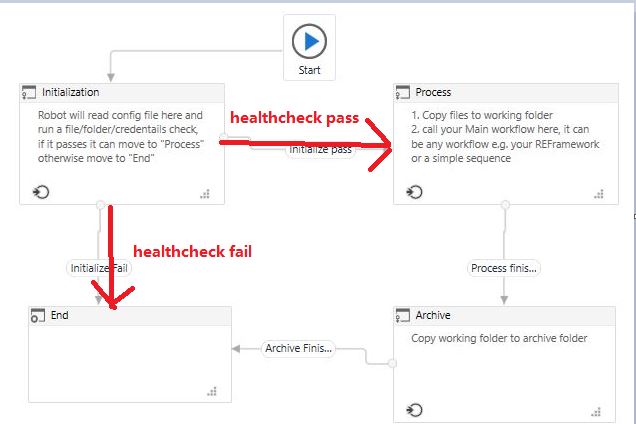 Start
Initialization
Robot will read config file here and
run a file/folder/credentails check,
if it passes it can move to "Process"
otherwise move to "End"
healthcheck pass
Initialize pass
Process
1. Copy files to working folder
2. call your Main workflow here, it can
be any workflow e.g. your REFramework
or a simple sequence
healthcheck fail
Initialize Fail
Process finis...
End
Archive
Copy working folder to archive folder
Archive Finis...